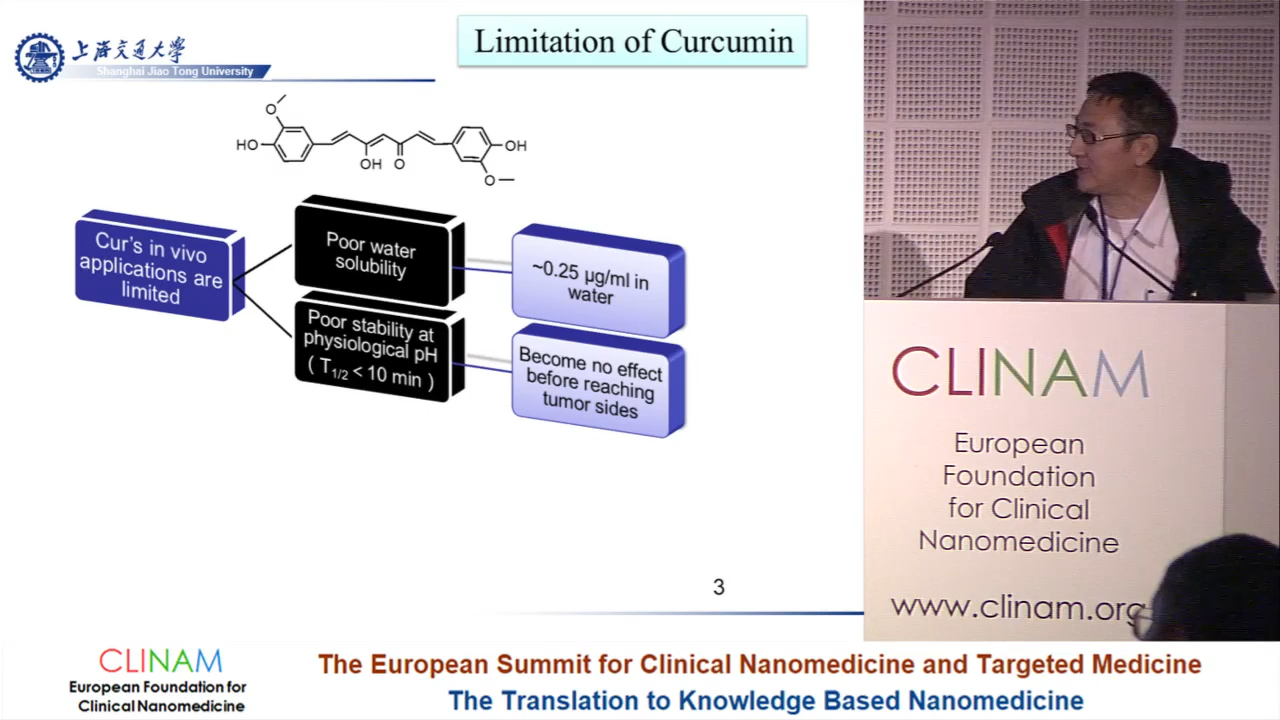 上海交通大学
Shanghai Jiao Tong University
Limitation of Curcumin
O
HO
OH
O
OH
O
Cur's in vivo
applications are
limited
Poor water
solubility
~0.25 µg/ml in
water
Poor stability at
physiological pH
( T1/2 < 10 min )
Become no effect
before reaching
tumor sides
3
CLINAM
European
Foundation
for Clinical
Nanomedicine
www.clinam.org
CLINAM
European Foundation for
Clinical Nanomedicine
The European Summit for Clinical Nanomedicine and Targeted Medicine
The Translation to Knowledge Based Nanomedicine